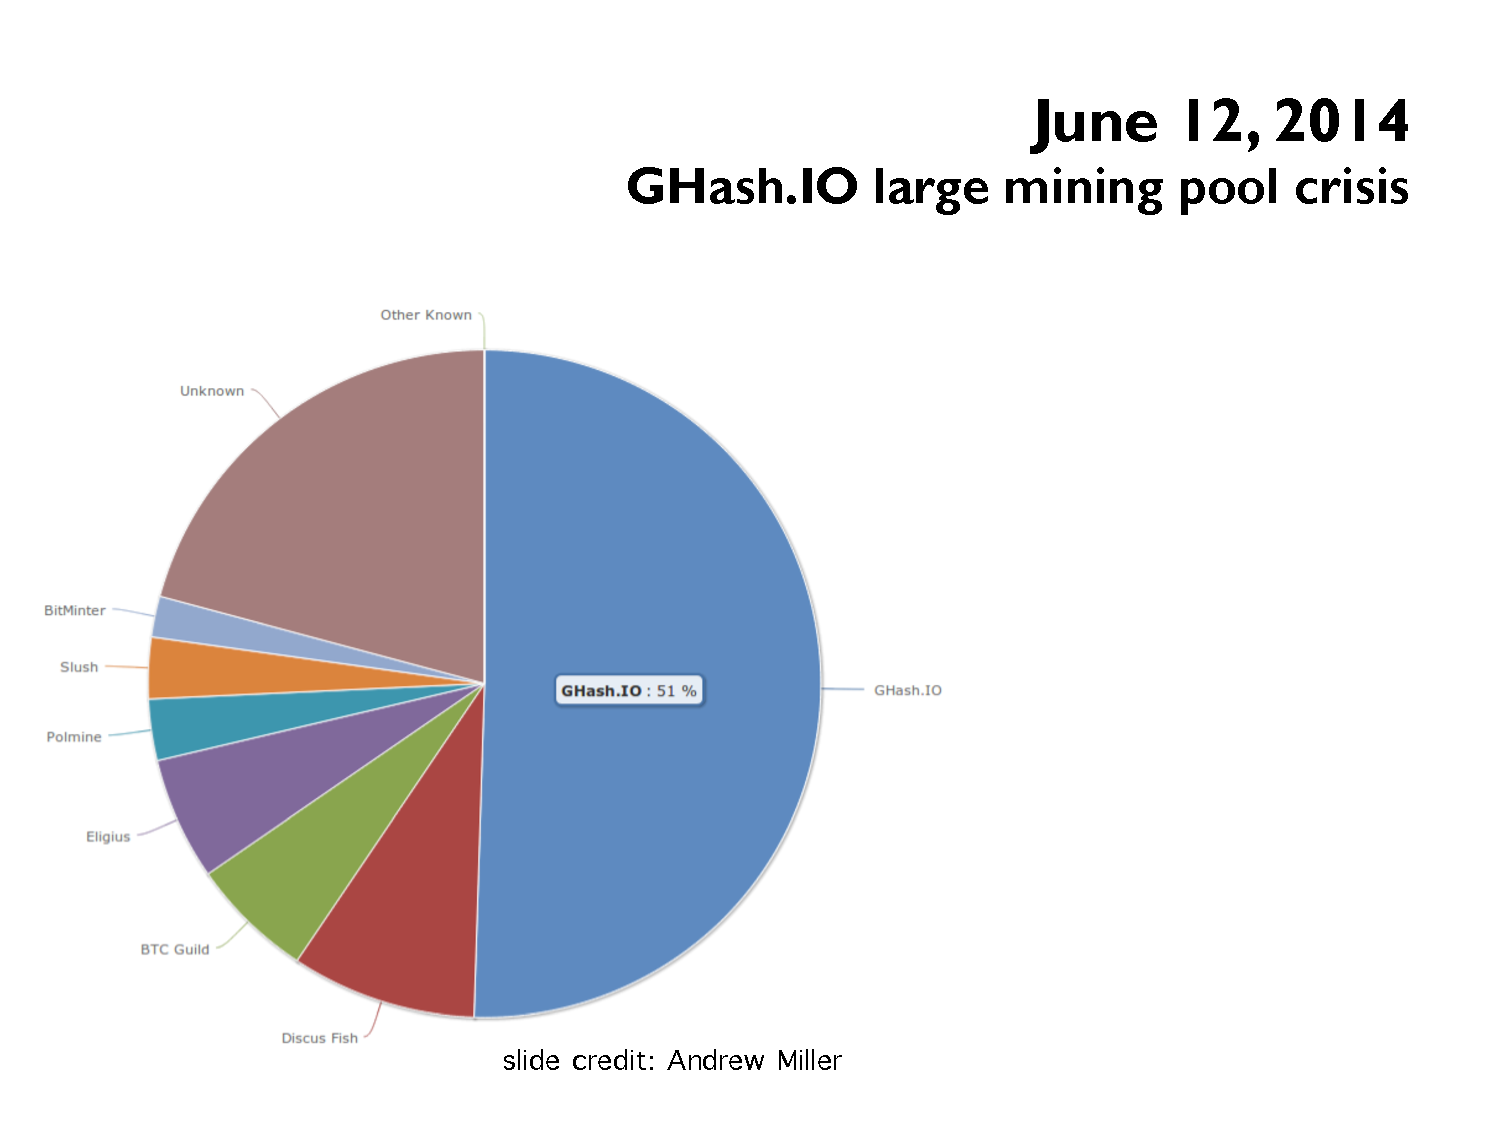 June 12, 2014
GHash.IO large mining pool crisis
Other Known
Unknown
BitMinter
Slush
GHash.IO : 51 %
GHash.IO
Polmine
Eligius
BTC Guild
Discus Fish
slide credit: Andrew Miller